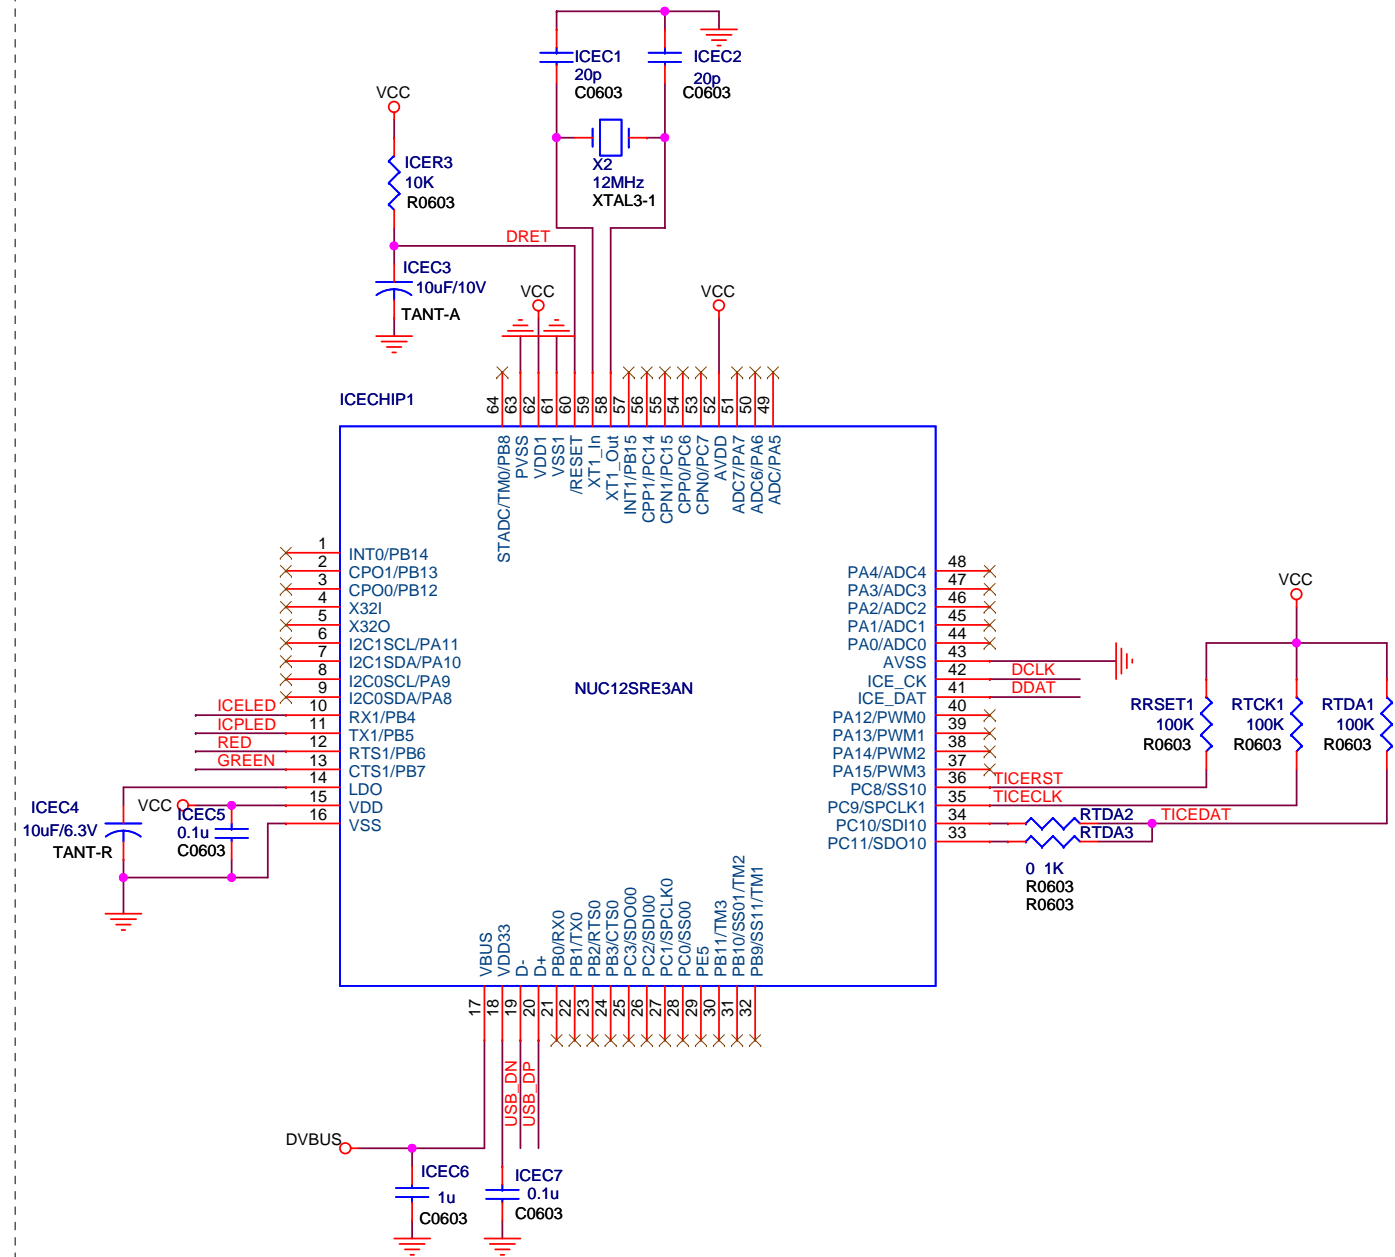 ICEC1
20p
C0603
ICEC2
20p
C0603
VCC
ICER3
10K
R0603
X2
12MHz
XTAL3-1
DRET
ICEC3
10uF/10V
TANT-A
VCC
VCC
ICECHIP1
64
63
62
61
60
59
58
57
56
55
54
53
52
51
50
49
STADC/TM0/PB8
PVSS
VDD1
VSS1
/RESET
XT1_In
XT1_Out
INT1/PB15
CPP1/PC14
CPN1/PC15
CPP0/PC6
CPN0/PC7
AVDD
ADC7/PA7
ADC6/PA6
ADC/PA5
1 INT0/PB14
2 CPO1/PB13
3 CPO0/PB12
4 X32I
5 X32O
6 I2C1SCL/PA11
7 I2C1SDA/PA10
8 I2C0SCL/PA9
9 I2C0SDA/PA8
ICELED 10 RX1/PB4
ICPLED 11 TX1/PB5
RED 12 RTS1/PB6
GREEN 13 CTS1/PB7
14 LDO
VCC 15 VDD
16 VSS
ICEC4
10uF/6.3V
TANT-R
ICEC5
0.1u
C0603
NUC12SRE3AN
PA4/ADC4 48
PA3/ADC3 47
PA2/ADC2 46
PA1/ADC1 45
PA0/ADC0 44
AVSS 43
ICE_CK 42 DCLK
ICE_DAT 41 DDAT
PA12/PWM0 40
PA13/PWM1 39
PA14/PWM2 38
PA15/PWM3 37
PC8/SS10 36 TICERST
PC9/SPCLK1 35 TICECLK
PC10/SDI10 34
PC11/SDO10 33
VCC
RRSET1
100K
R0603
RTCK1
100K
R0603
RTDA1
100K
R0603
RTDA2
TICEDAT
RTDA3
0 1K
R0603
R0603
VBUS
VDD33
D-
D+
PB0/RX0
PB1/TX0
PB2/RTS0
PB3/CTS0
PC3/SDO00
PC2/SDI00
PC1/SPCLK0
PC0/SS00
PE5
PB11/TM3
PB10/SS01/TM2
PB9/SS11/TM1
17
18
19
20
21
22
23
24
25
26
27
28
29
30
31
32
USB_DN
USB_DP
DVBUS
ICEC6
1u
C0603
ICEC7
0.1u
C0603